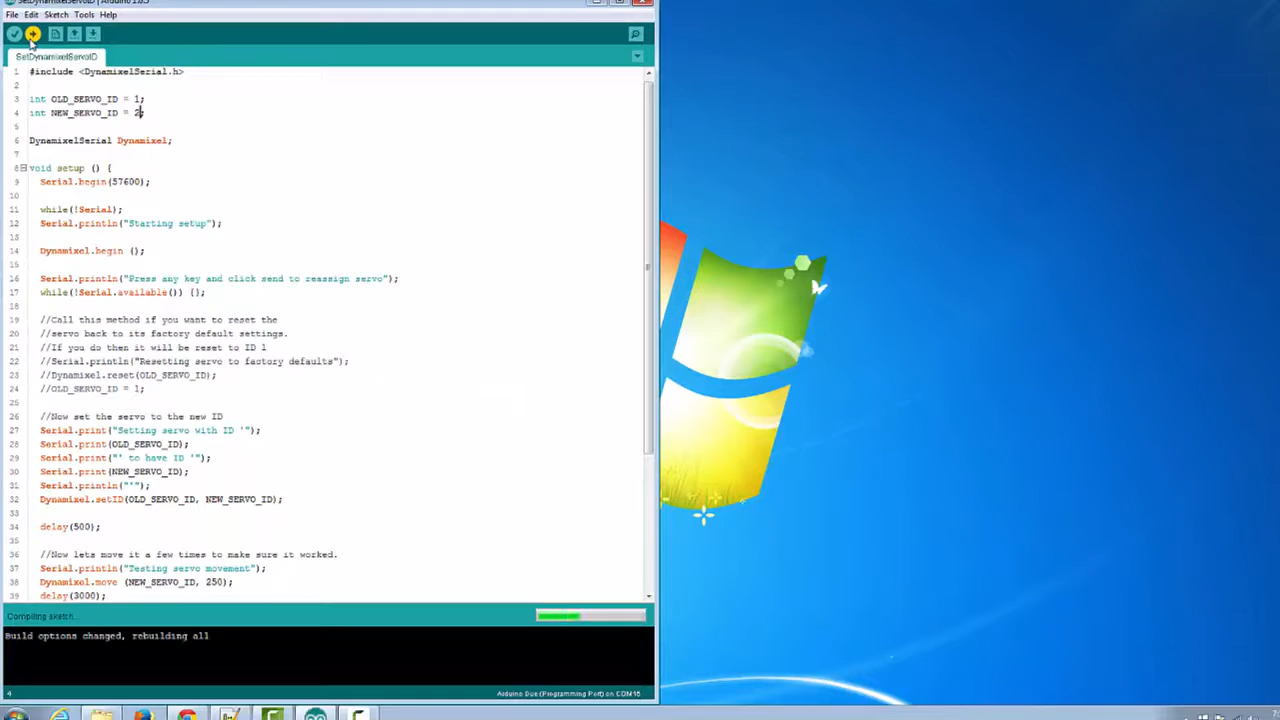 SetDynamixelServoID | Arduino 1.6.5
File Edit Sketch Tools Help
SetDynamixelServoID
1 #include <DynamixelSerial.h>
2
3 int OLD_SERVO_ID = 1;
4 int NEW_SERVO_ID = 2;
5
6 DynamixelSerial Dynamixel;
7
8 void setup () {
9 Serial.begin(57600);
10
11 while(!Serial);
12 Serial.println("Starting setup");
13
14 Dynamixel.begin ();
15
16 Serial.println("Press any key and click send to reassign servo");
17 while(!Serial.available()) {};
18
19 //Call this method if you want to reset the
20 //servo back to its factory default settings.
21 //If you do then it will be reset to ID 1
22 //Serial.println("Resetting servo to factory defaults");
23 //Dynamixel.reset(OLD_SERVO_ID);
24 //OLD_SERVO_ID = 1;
25
26 //Now set the servo to the new ID
27 Serial.print("Setting servo with ID '");
28 Serial.print(OLD_SERVO_ID);
29 Serial.print("' to have ID '");
30 Serial.print(NEW_SERVO_ID);
31 Serial.println("'");
32 Dynamixel.setID(OLD_SERVO_ID, NEW_SERVO_ID);
33
34 delay(500);
35
36 //Now lets move it a few times to make sure it worked.
37 Serial.println("Testing servo movement");
38 Dynamixel.move (NEW_SERVO_ID, 250);
39 delay(3000);
Compiling sketch...
Build options changed, rebuilding all
4 Arduino Due (Programming Port) on COM16